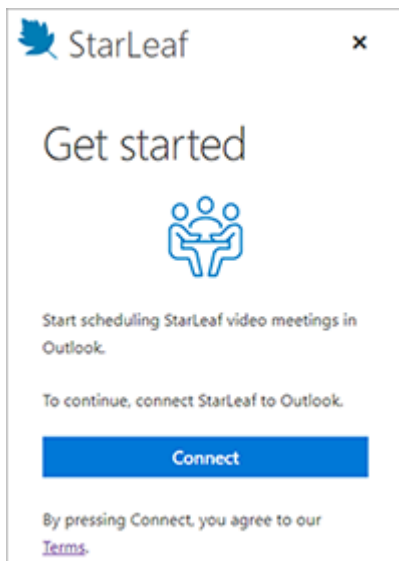 StarLeaf
Get started
Start scheduling StarLeaf video meetings in
Outlook.
To continue, connect StarLeaf to Outlook.
Connect
By pressing Connect, you agree to our
Terms.